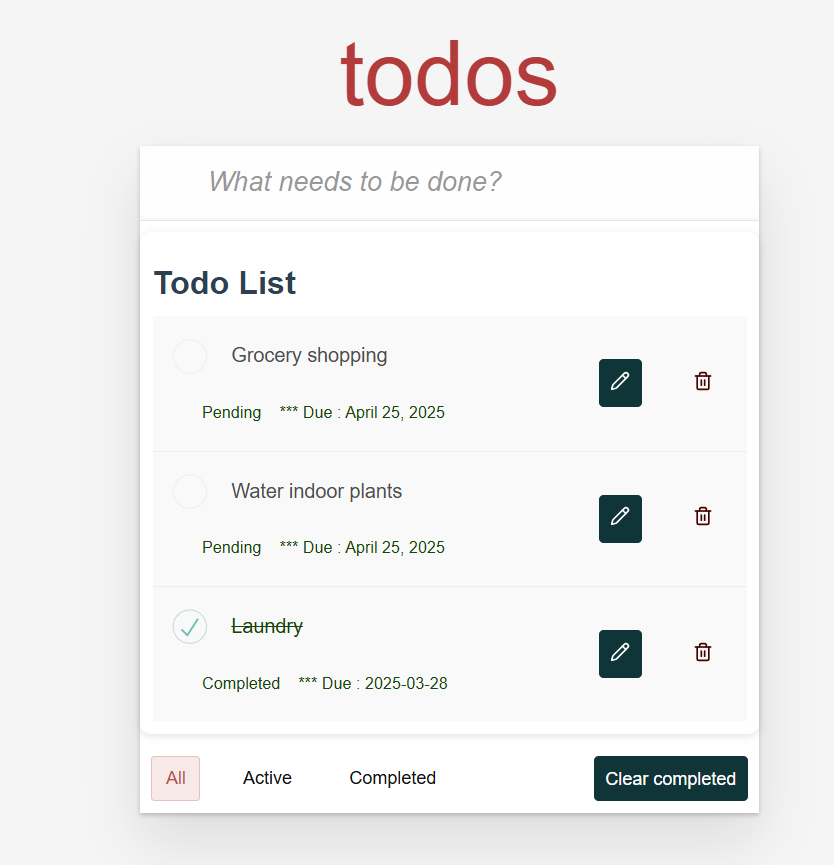 todos
What needs to be done?
Todo List
Grocery shopping
Pending *** Due : April 25, 2025
Water indoor plants
Pending *** Due : April 25, 2025
Laundry
Completed *** Due : 2025-03-28
All Active Completed Clear completed